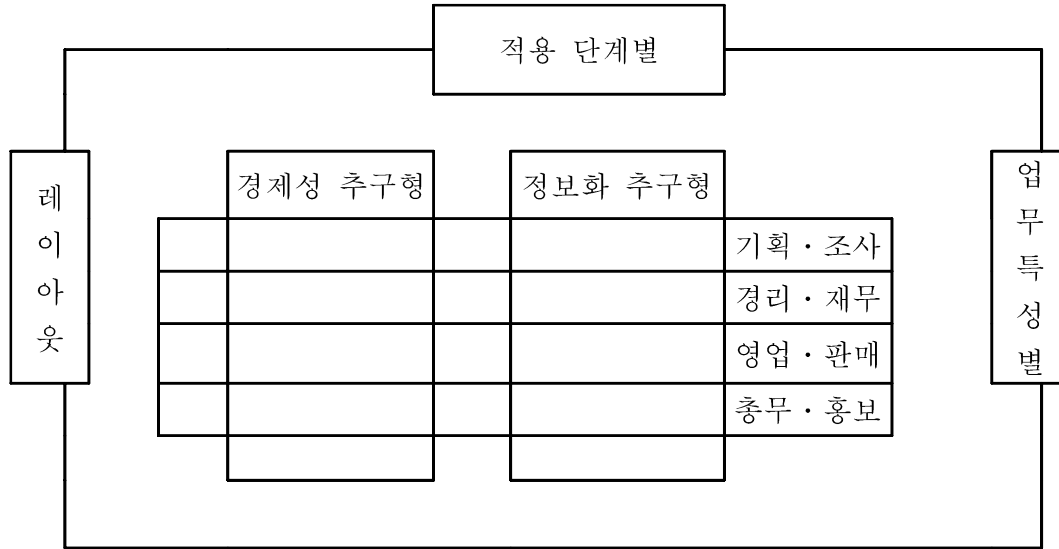 적용 단계별
레이아웃
업무특성별
경제성 추구형
정보화 추구형
기획·조사
경리·재무
영업·판매
총무·홍보